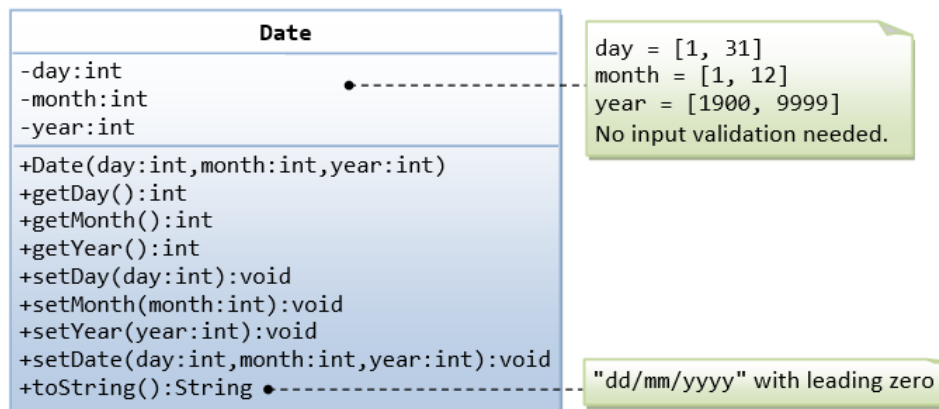 Date
-day:int
-month:int
-year:int
+Date(day:int,month:int,year:int)
+getDay():int
+getMonth():int
+getYear():int
+setDay(day:int):void
+setMonth(month:int):void
+setYear(year:int):void
+setDate(day:int,month:int,year:int):void
+toString():String
day = [1, 31]
month = [1, 12]
year = [1900, 9999]
No input validation needed.
"dd/mm/yyyy" with leading zero